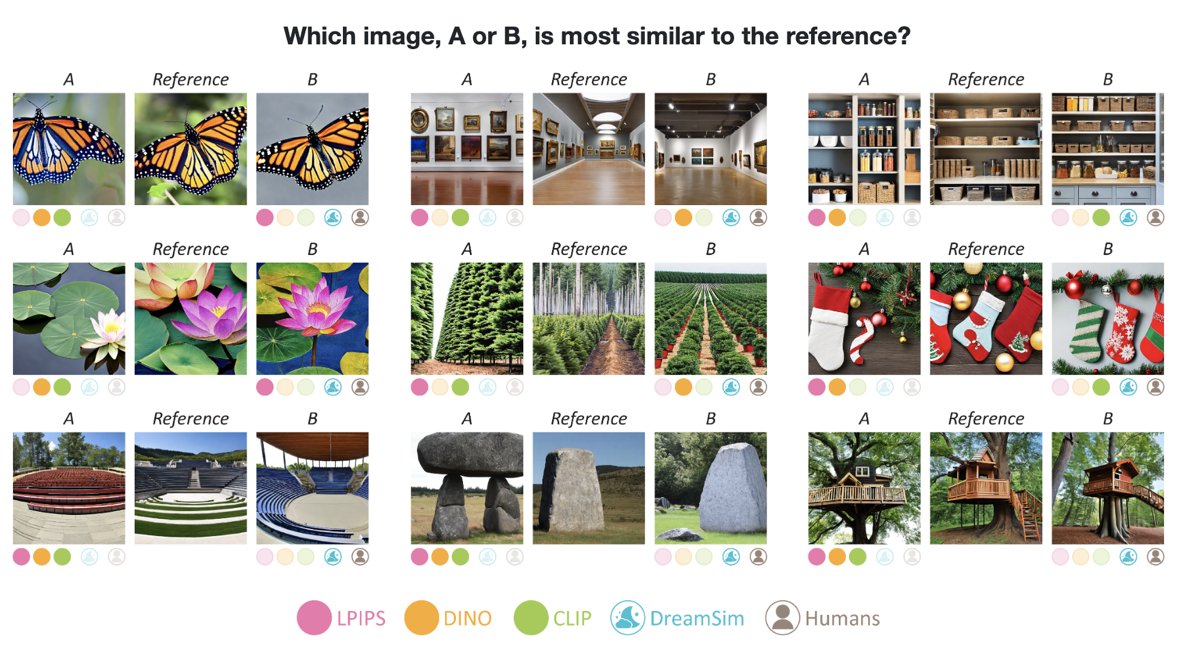 Which image, A or B, is most similar to the reference?
A Reference B A Reference B A Reference B
A Reference B A Reference B A Reference B
A Reference B A Reference B A Reference B
LPIPS DINO CLIP DreamSim Humans